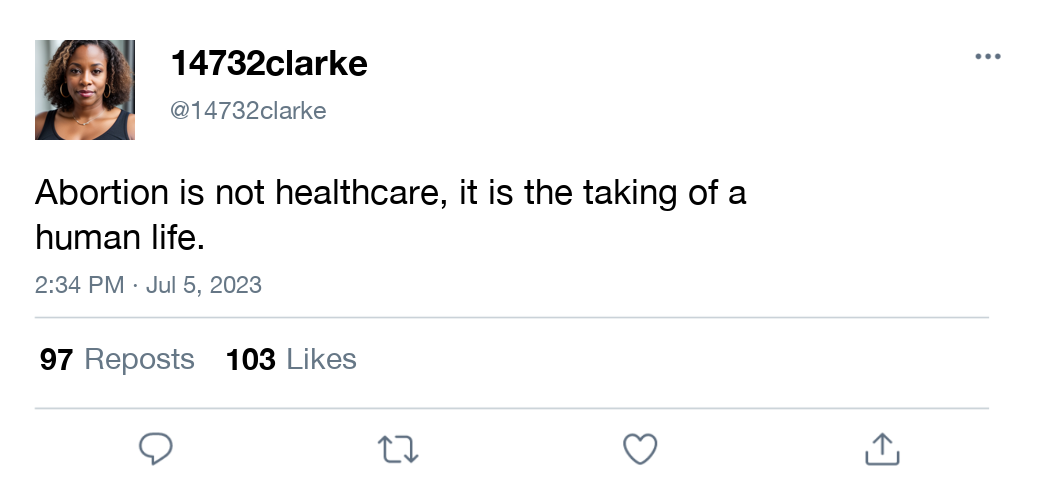 14732clarke
@14732clarke
Abortion is not healthcare, it is the taking of a
human life.
2:34 PM · Jul 5, 2023
97 Reposts 103 Likes